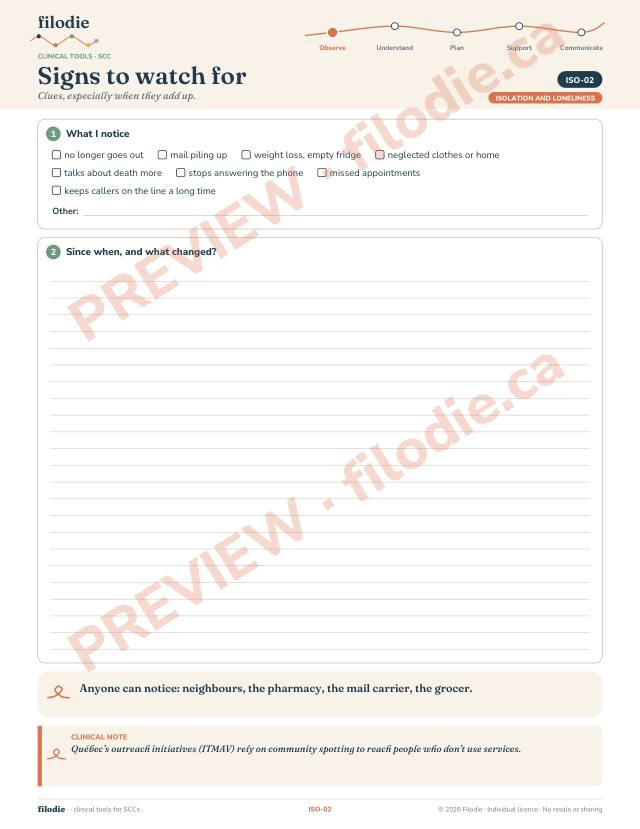 filodie
Observe Understand Plan Support Communicate
CLINICAL TOOLS · SCC
Signs to watch for
Clues, especially when they add up.
ISO-02
ISOLATION AND LONELINESS
1 What I notice
no longer goes out mail piling up weight loss, empty fridge neglected clothes or home
talks about death more stops answering the phone missed appointments
keeps callers on the line a long time
Other:
2 Since when, and what changed?
PREVIEW · filodie.ca
PREVIEW · filodie.ca
Anyone can notice: neighbours, the pharmacy, the mail carrier, the grocer.
CLINICAL NOTE
Québec's outreach initiatives (ITMAV) rely on community spotting to reach people who don't use services.
filodie · clinical tools for SCCs ISO-02 © 2026 Filodie · Individual licence · No resale or sharing